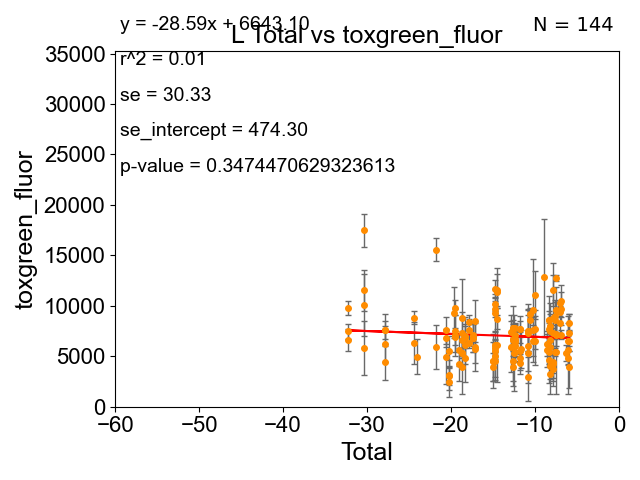 y = -28.59x + 6643.10
N = 144
L Total vs toxgreen_fluor
r^2 = 0.01
se = 30.33
se_intercept = 474.30
p-value = 0.3474470629323613
35000
30000
25000
20000
15000
10000
5000
0
toxgreen_fluor
−60
−50
−40
−30
−20
−10
0
Total